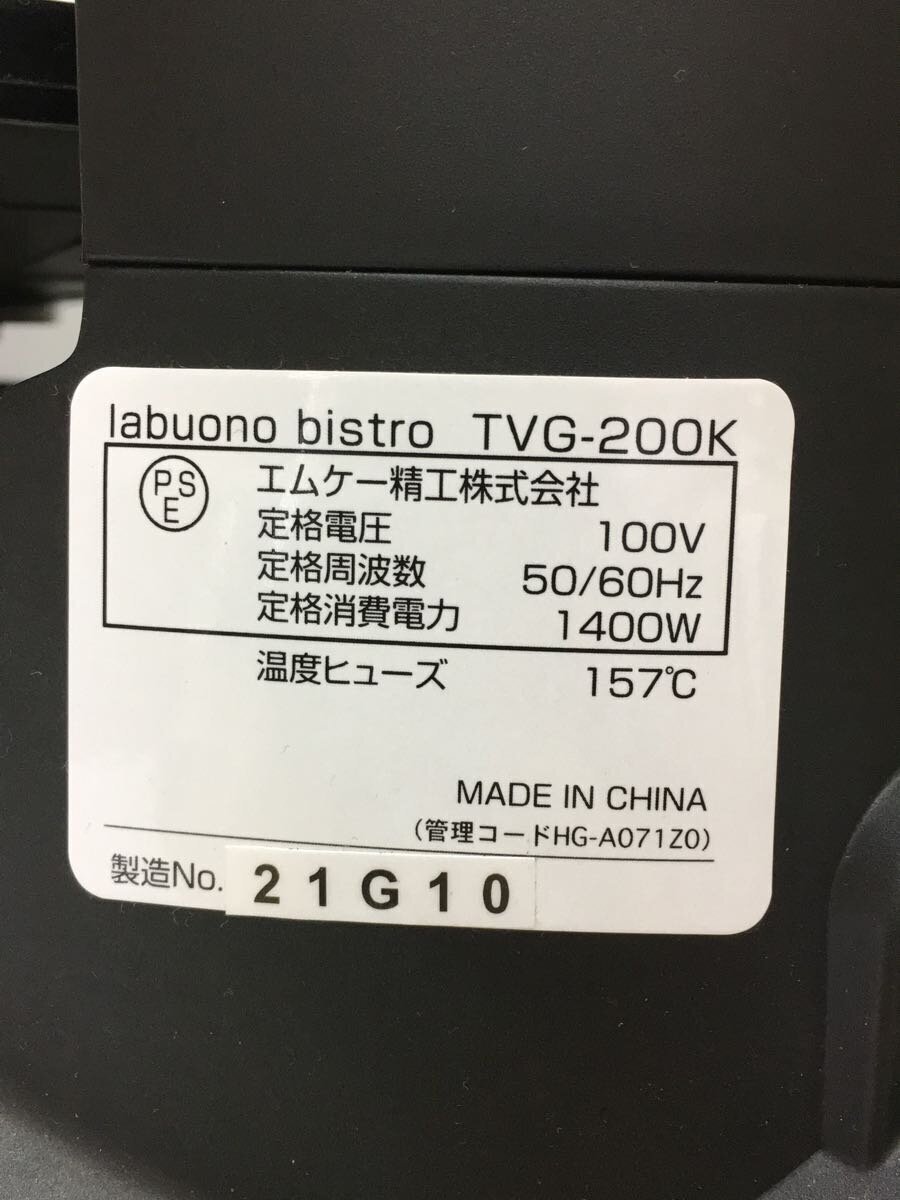 labuono bistro TVG-200K
PSE
エムケー精工株式会社
定格電圧 100V
定格周波数 50/60Hz
定格消費電力 1400W
温度ヒューズ 157℃
MADE IN CHINA
(管理コードHG-A071Z0)
製造No. 21G10